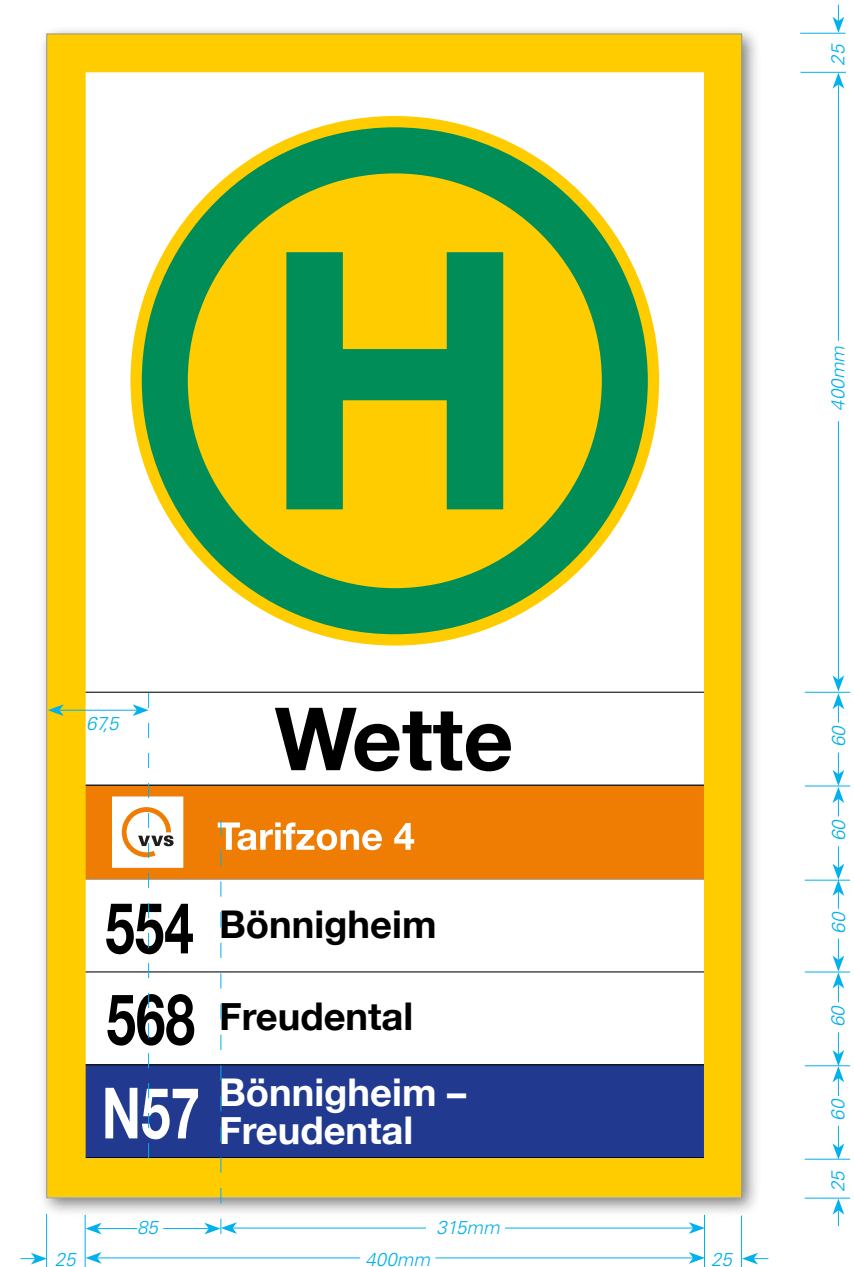 25
H
400mm
Wette
67,5
60
vvs
Tarifzone 4
60
554 Bönnigheim
60
568 Freudental
60
N57 Bönnigheim –
Freudental
60
25
85 315mm
25 400mm 25